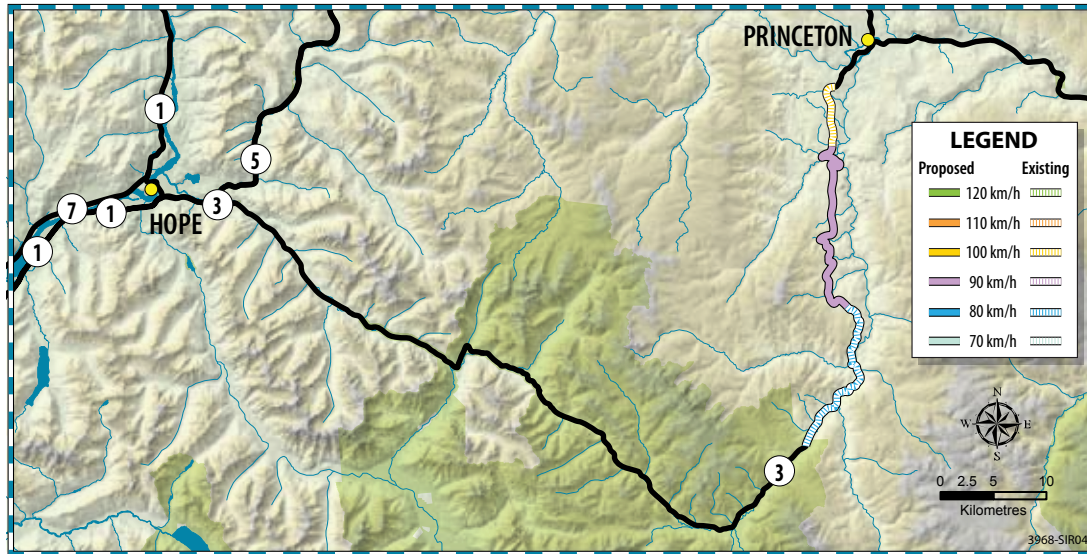 PRINCETON
1
5
7
1
3
HOPE
1
LEGEND
Proposed Existing
120 km/h
110 km/h
100 km/h
90 km/h
80 km/h
70 km/h
N
W E
S
3
0 2.5 5 10
Kilometres
3968-SIR04